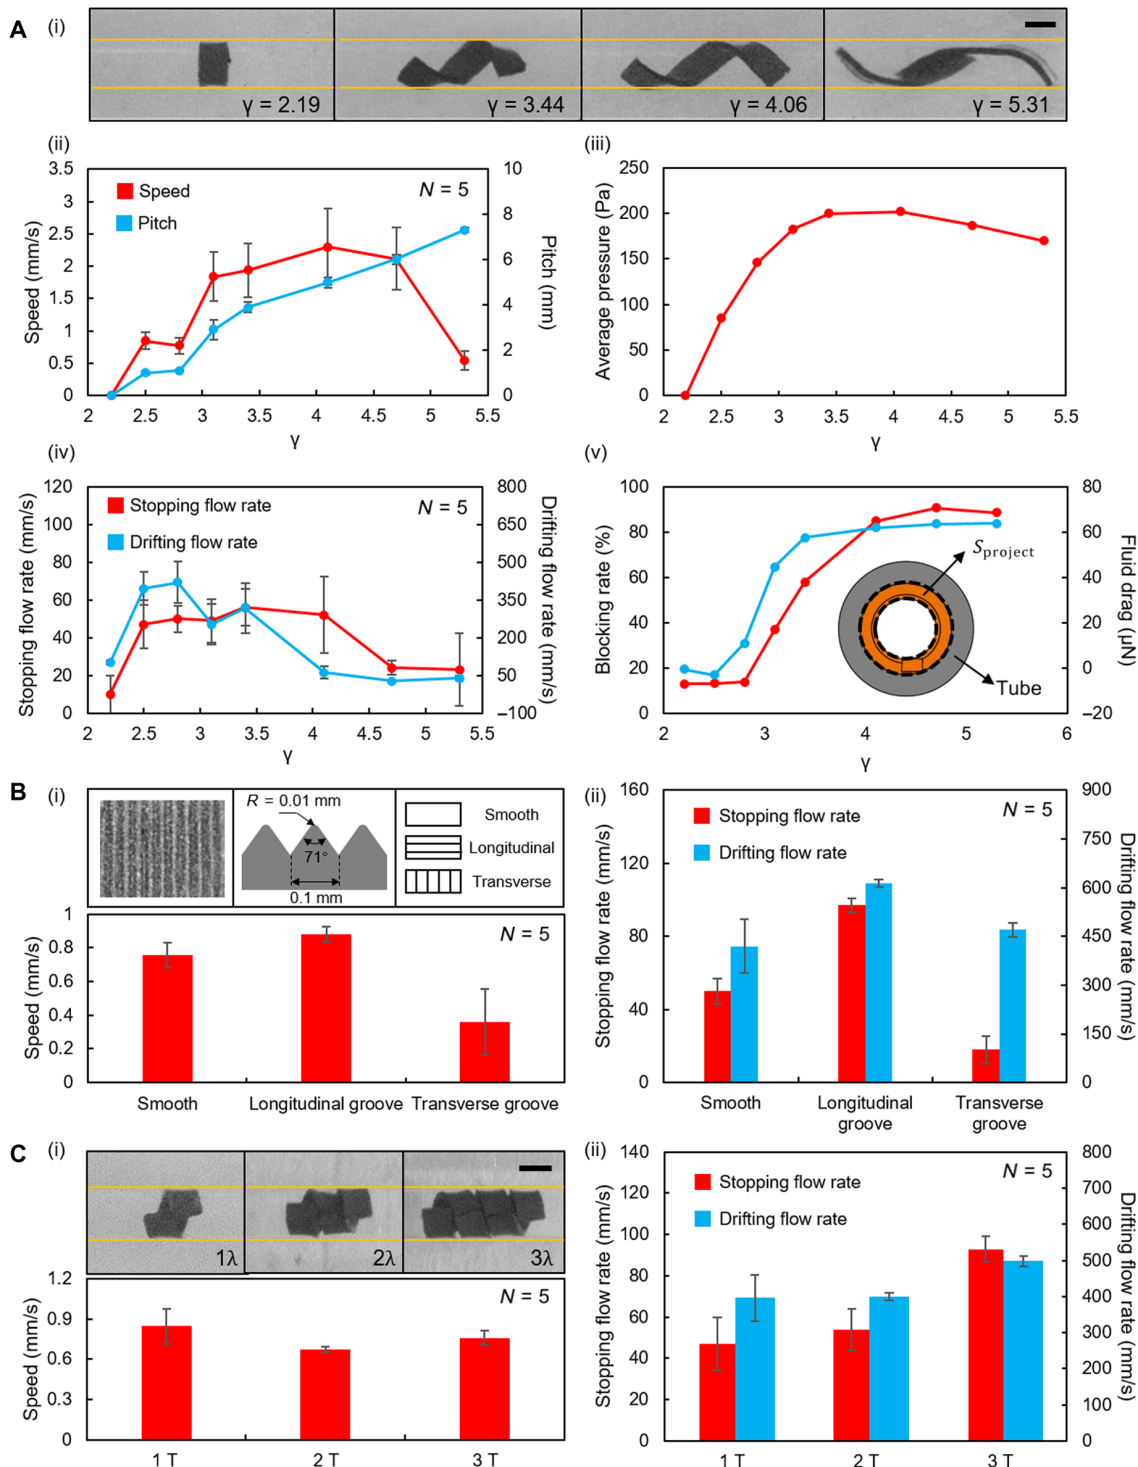 A
(i)
γ = 2.19
γ = 3.44
γ = 4.06
γ = 5.31
(ii)
3.5
3
2.5
2
1.5
1
0.5
0
Speed (mm/s)
Speed
Pitch
N = 5
10
8
6
4
2
0
Pitch (mm)
2
2.5
3
3.5
4
4.5
5
5.5
γ
(iii)
250
200
150
100
50
0
Average pressure (Pa)
2
2.5
3
3.5
4
4.5
5
5.5
γ
(iv)
120
100
80
60
40
20
0
Stopping flow rate (mm/s)
Stopping flow rate
Drifting flow rate
N = 5
800
650
500
350
200
50
−100
Drifting flow rate (mm/s)
2
2.5
3
3.5
4
4.5
5
5.5
γ
(v)
100
80
60
40
20
0
Blocking rate (%)
Sproject
Tube
80
60
40
20
0
−20
Fluid drag (μN)
2
3
4
5
6
γ
B
(i)
R = 0.01 mm
71°
0.1 mm
Smooth
Longitudinal
Transverse
1
0.8
0.6
0.4
0.2
0
Speed (mm/s)
N = 5
Smooth
Longitudinal groove
Transverse groove
(ii)
160
120
80
40
0
Stopping flow rate (mm/s)
Stopping flow rate
Drifting flow rate
N = 5
900
750
600
450
300
150
0
Drifting flow rate (mm/s)
Smooth
Longitudinal groove
Transverse groove
C
(i)
1λ
2λ
3λ
1.2
0.9
0.6
0.3
0
Speed (mm/s)
N = 5
1 T
2 T
3 T
(ii)
140
120
100
80
60
40
20
0
Stopping flow rate (mm/s)
Stopping flow rate
Drifting flow rate
N = 5
800
700
600
500
400
300
200
100
0
Drifting flow rate (mm/s)
1 T
2 T
3 T